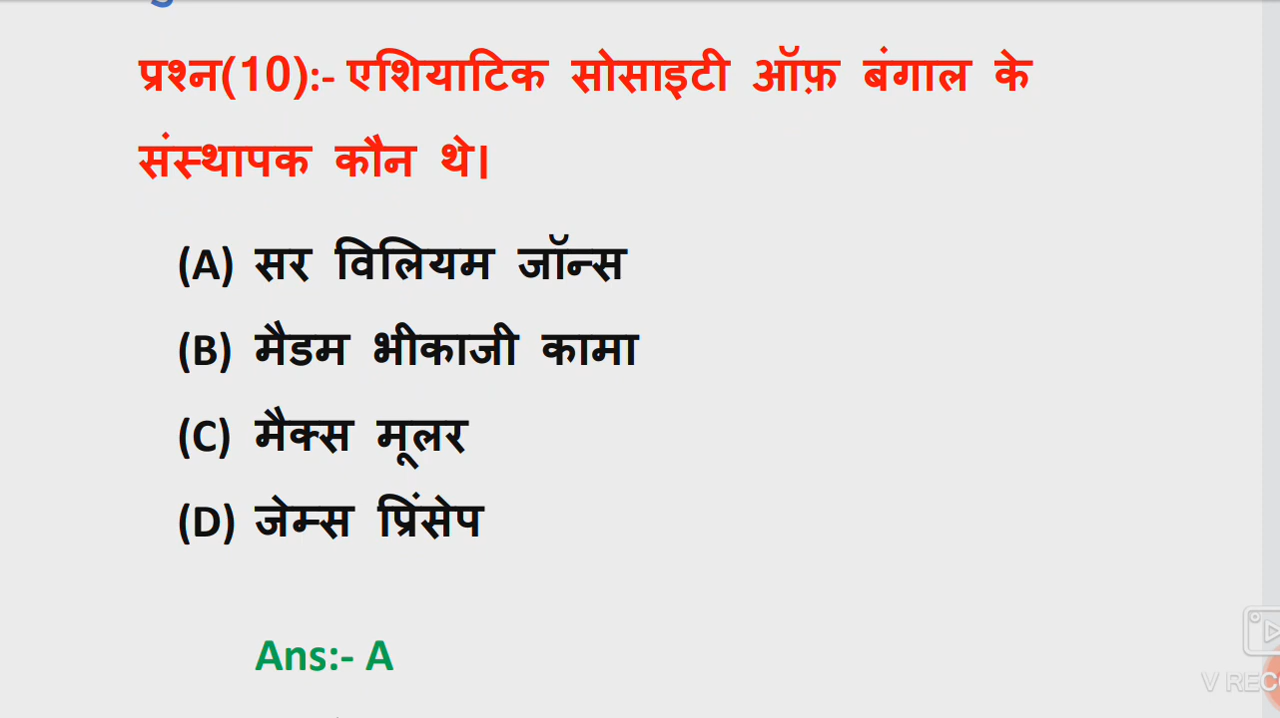 प्रश्न(10):- एशियाटिक सोसाइटी ऑफ़ बंगाल के
संस्थापक कौन थे।
(A) सर विलियम जॉन्स
(B) मैडम भीकाजी कामा
(C) मैक्स मूलर
(D) जेम्स प्रिंसेप
Ans:- A